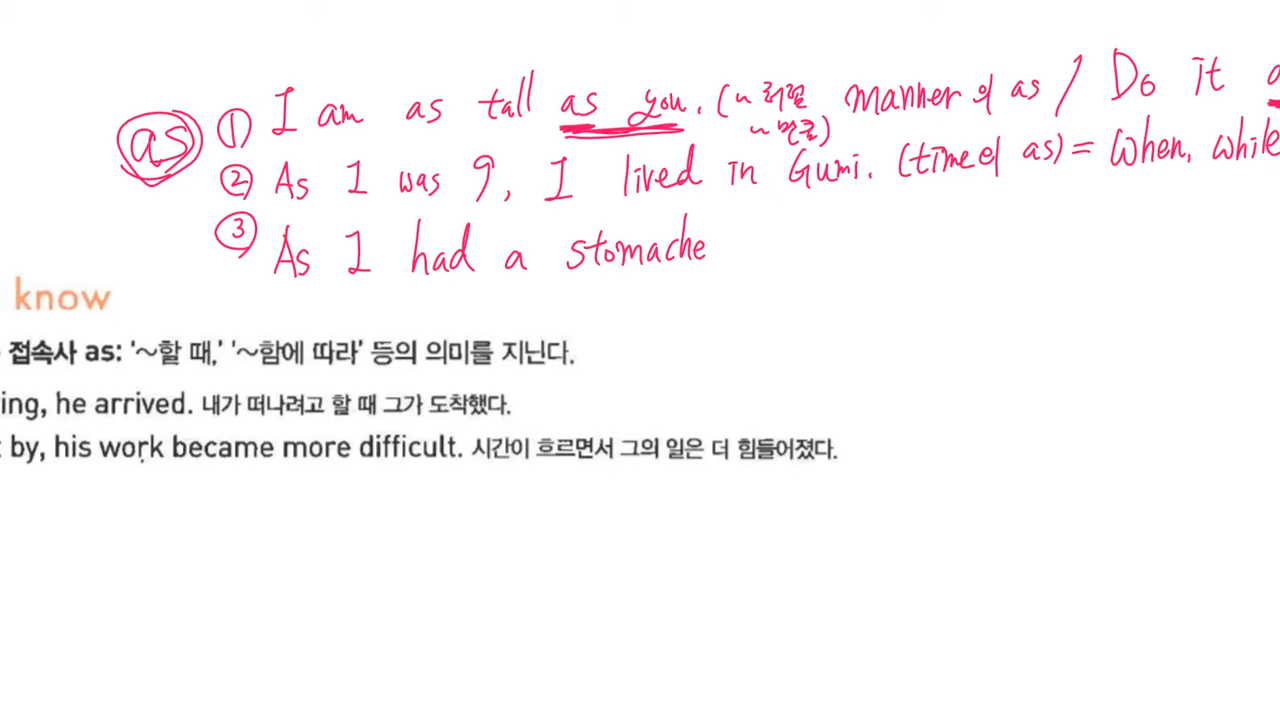 as ① I am as tall as you. (~처럼 manner의 as / Do it
~만큼)
② As I was 9, I lived in Gumi. (time의 as) = When, while
③ As I had a stomache
know
접속사 as: '~할 때,' '~함에 따라' 등의 의미를 지닌다.
ing, he arrived. 내가 떠나려고 할 때 그가 도착했다.
by, his work became more difficult. 시간이 흐르면서 그의 일은 더 힘들어졌다.